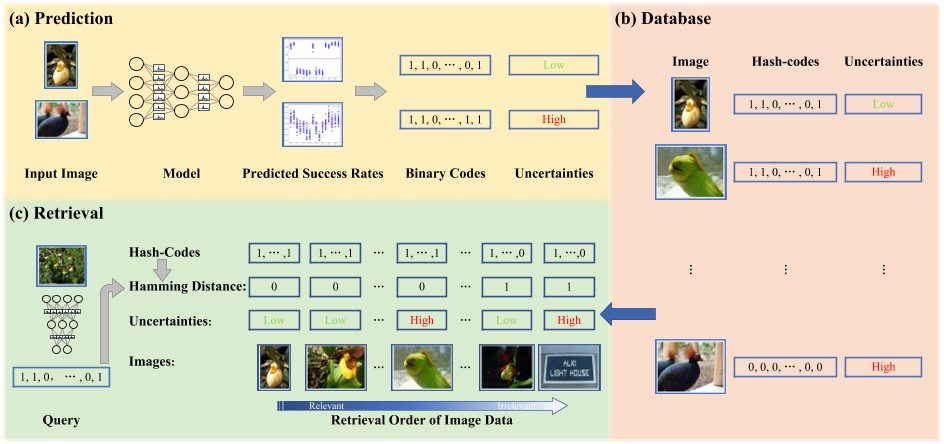 (a) Prediction
1, 1, 0, ··· , 0, 1
Low
1, 1, 0, ··· , 1, 1
High
Input Image
Model
Predicted Success Rates
Binary Codes
Uncertainties
(b) Database
Image
Hash-codes
Uncertainties
1, 1, 0, ··· , 0, 1
Low
1, 1, 0, ··· , 0, 1
High
⋮
⋮
⋮
0, 0, 0, ··· , 0, 0
High
(c) Retrieval
Hash-Codes
1, ··· ,1
1, ··· ,1
···
1, ··· ,1
···
1, ··· ,0
1, ··· ,0
Hamming Distance:
0
0
···
0
···
1
1
Uncertainties:
Low
Low
···
High
···
Low
High
Images:
···
···
ALKI
LIGHT HOUSE
1, 1, 0, ··· , 0, 1
Query
Relevant
Irrelevant
Retrieval Order of Image Data